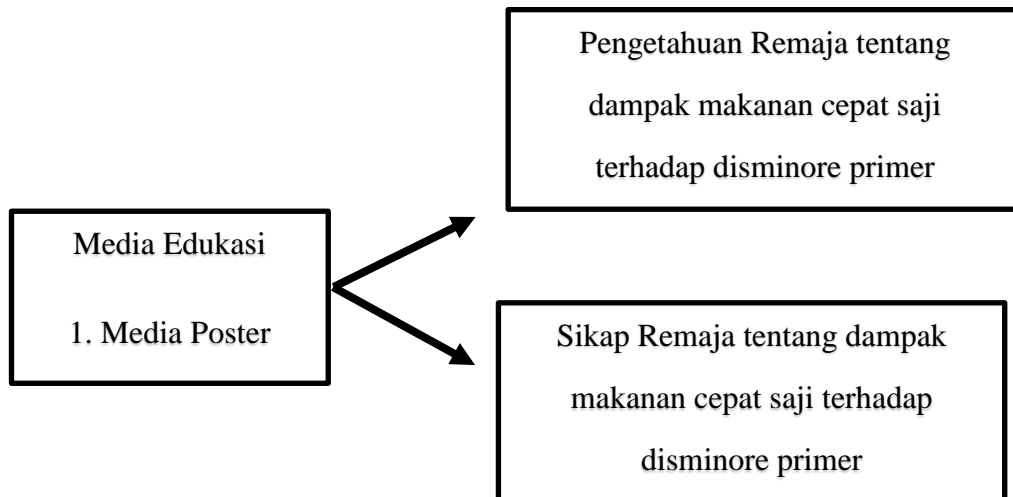 Pengetahuan Remaja tentang
dampak makanan cepat saji
terhadap disminore primer
Media Edukasi
1. Media Poster
Sikap Remaja tentang dampak
makanan cepat saji terhadap
disminore primer